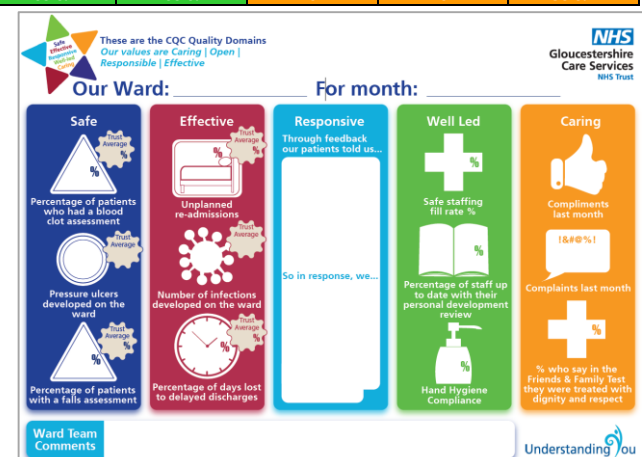 These are the CQC Quality Domains
Our values are Caring | Open |
Responsible | Effective
Safe
Effective
Responsive
Well-led
Caring
NHS
Gloucestershire
Care Services
NHS Trust
Our Ward:
For month:
Safe
Trust
Average
%
%
Percentage of patients
who had a blood
clot assessment
Trust
Average
Pressure ulcers
developed on the
ward
Trust
Average
%
%
Percentage of patients
with a falls assessment
Effective
Trust
Average
%
%
Unplanned
re-admissions
Trust
Average
%
Number of infections
developed on the ward
Trust
Average
%
%
Percentage of days lost
to delayed discharges
Responsive
Through feedback
our patients told us...
So in response, we...
Well Led
%
Safe staffing
fill rate %
%
Percentage of staff up
to date with their
personal development
review
%
Hand Hygiene
Compliance
Caring
Compliments
last month
!&#@%!
Complaints last month
%
% who say in the
Friends & Family Test
they were treated with
dignity and respect
Ward Team
Comments
Understanding You